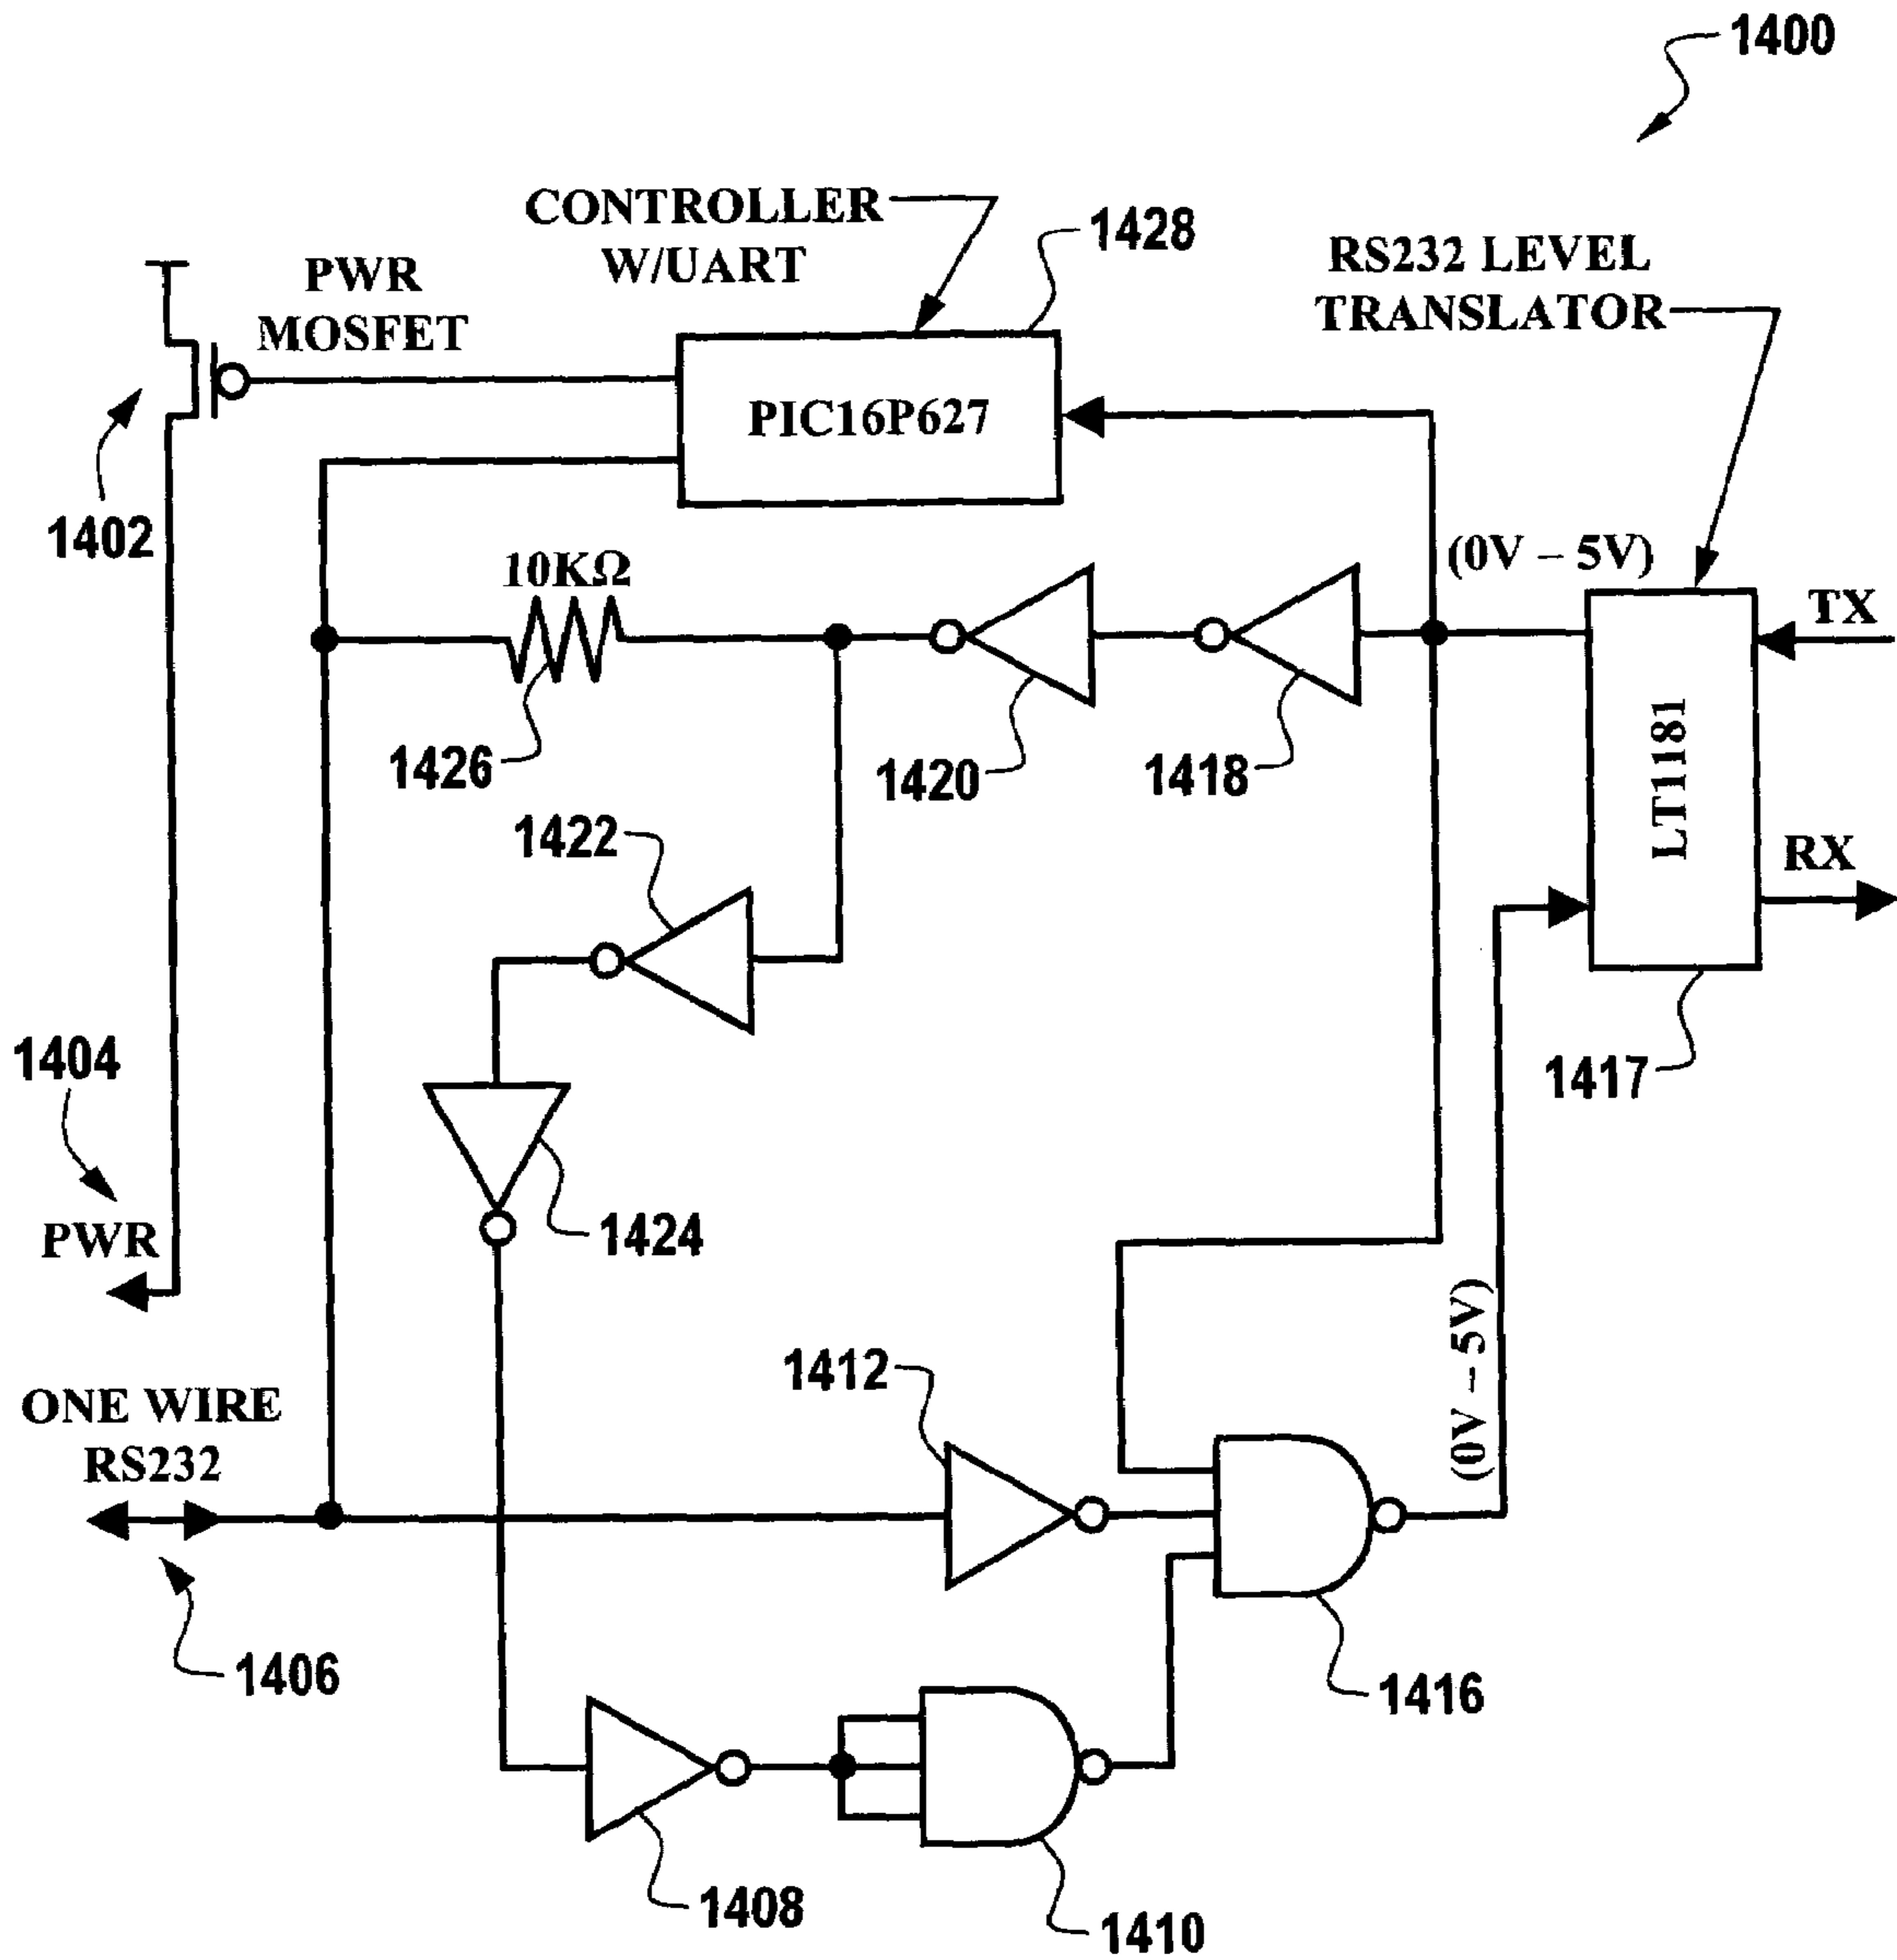 1400
CONTROLLER
W/UART
1428
RS232 LEVEL
TRANSLATOR
PWR
MOSFET
PIC16P627
1402
10KΩ
(0V – 5V)
TX
1426
1420
1418
LT1181
1422
RX
1404
1417
PWR
1424
(0V – 5V)
1412
ONE WIRE
RS232
1406
1416
1408
1410